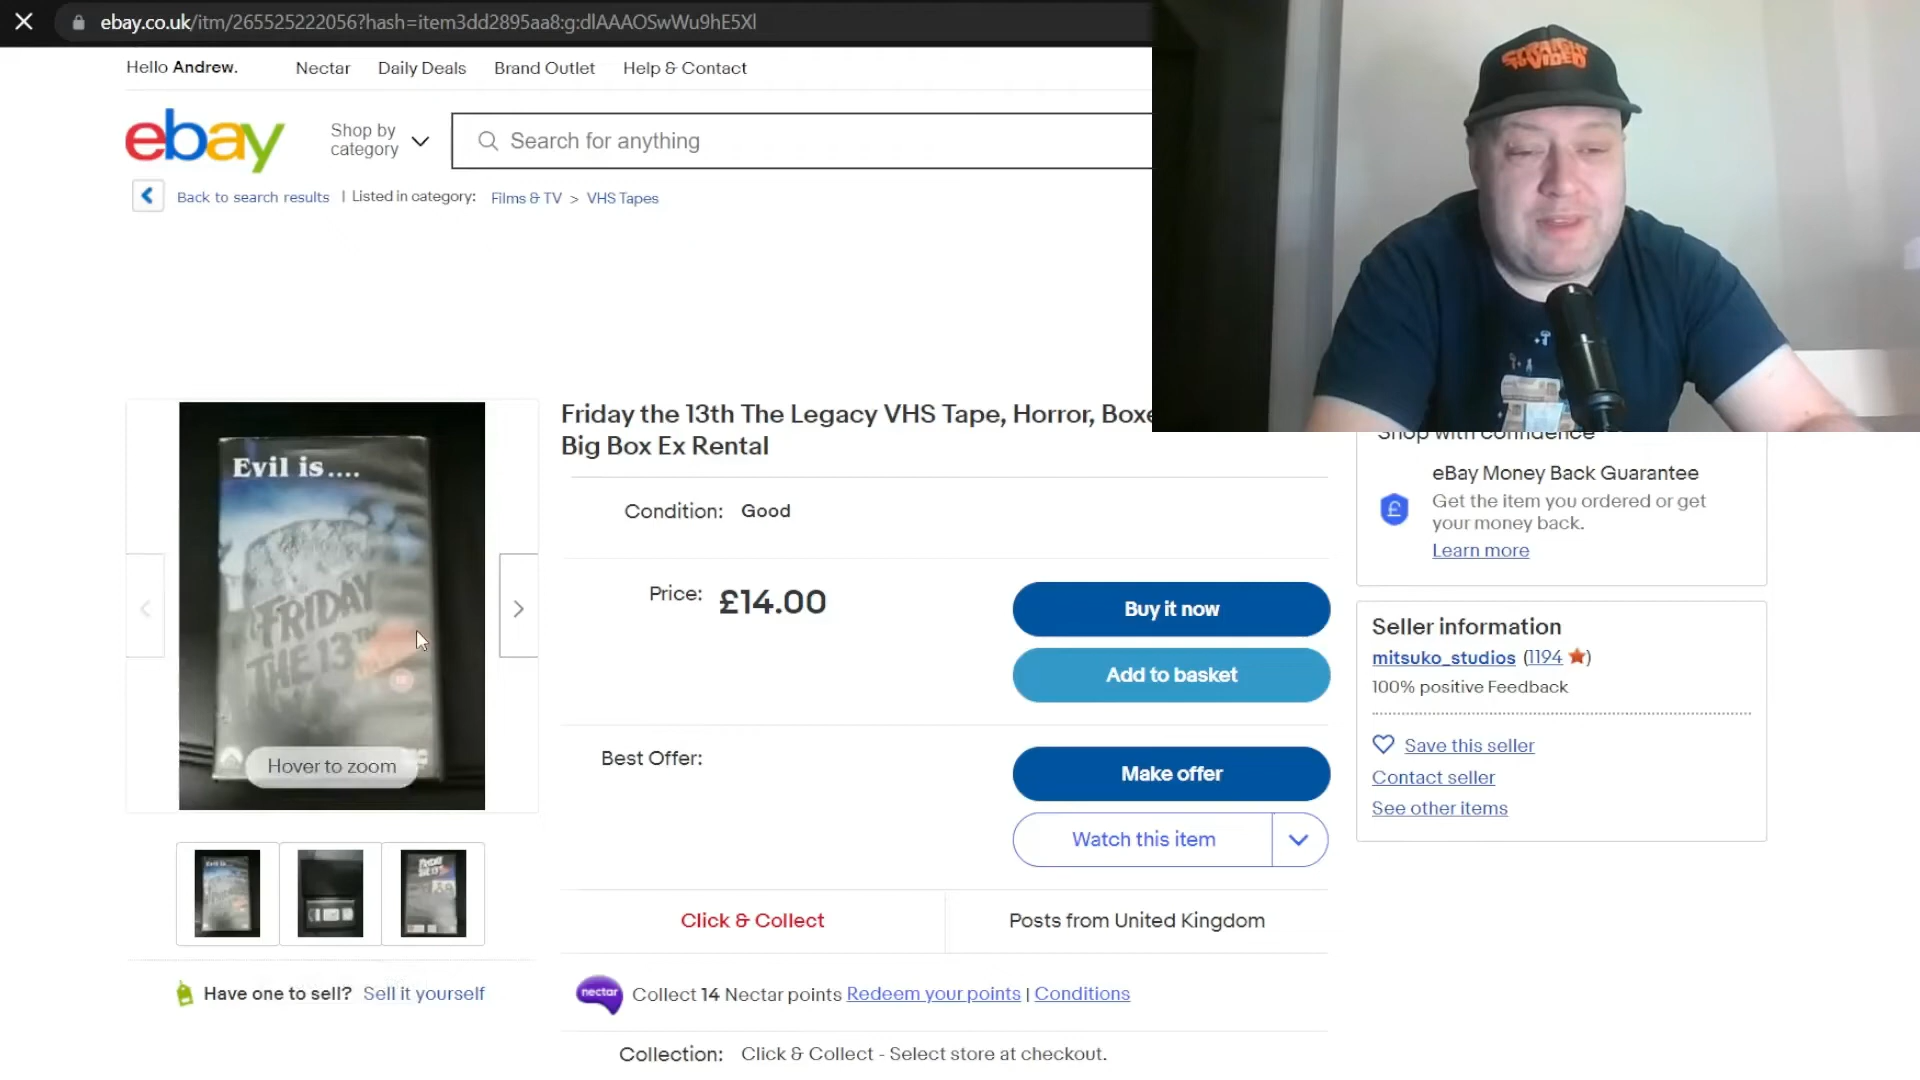 ebay.co.uk/itm/265525222056?hash=item3dd2895aa8:g:dlAAAOSwWu9hE5Xl
Hello Andrew.
Nectar
Daily Deals
Brand Outlet
Help & Contact
ebay
Shop by category
Search for anything
STRAIGHT TO VIDEO
Back to search results | Listed in category: Films & TV > VHS Tapes
Friday the 13th The Legacy VHS Tape, Horror, Boxe
Big Box Ex Rental
Evil is....
FRIDAY
THE 13TH
Hover to zoom
Condition: Good
Price: £14.00
Buy it now
Add to basket
Best Offer:
Make offer
Watch this item
Click & Collect
Posts from United Kingdom
nectar
Collect 14 Nectar points Redeem your points | Conditions
Collection: Click & Collect - Select store at checkout.
Have one to sell? Sell it yourself
Shop with confidence
eBay Money Back Guarantee
£
Get the item you ordered or get
your money back.
Learn more
Seller information
mitsuko_studios (1194 )
100% positive Feedback
Save this seller
Contact seller
See other items